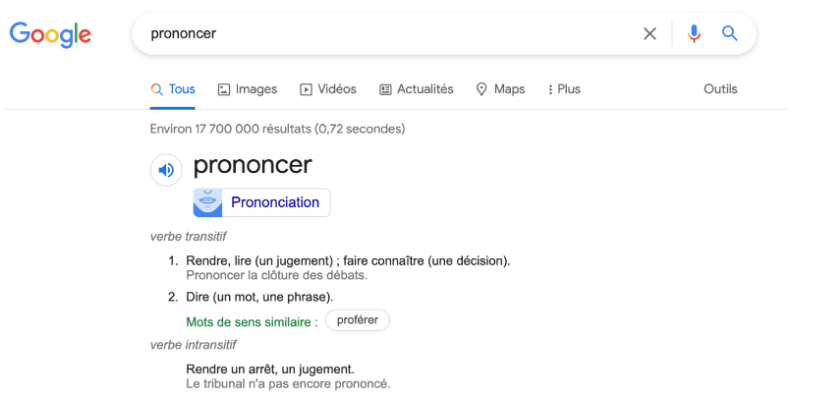 Google
prononcer
Tous Images Vidéos Actualités Maps Plus Outils
Environ 17 700 000 résultats (0,72 secondes)
prononcer
Prononciation
verbe transitif
1. Rendre, lire (un jugement) ; faire connaître (une décision).
Prononcer la clôture des débats.
2. Dire (un mot, une phrase).
Mots de sens similaire : proférer
verbe intransitif
Rendre un arrêt, un jugement.
Le tribunal n'a pas encore prononcé.